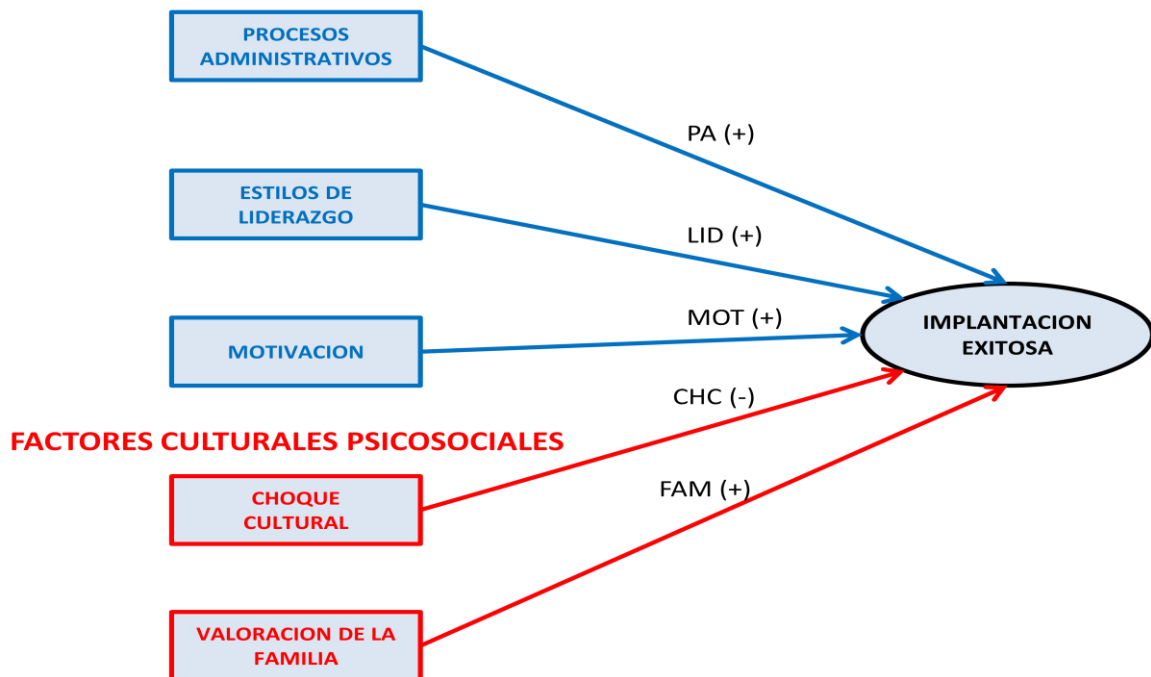 PROCESOS
ADMINISTRATIVOS
PA (+)
ESTILOS DE
LIDERAZGO
LID (+)
MOTIVACION
MOT (+)
IMPLANTACION
EXITOSA
CHC (-)
FACTORES CULTURALES PSICOSOCIALES
CHOQUE
CULTURAL
FAM (+)
VALORACION DE LA
FAMILIA